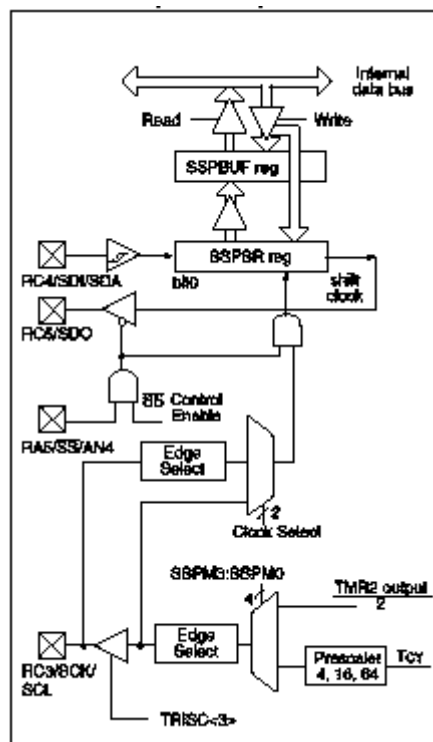 Internal
data bus
Read
Write
SSPBUF reg
SSPSR reg
RC4/SDI/SDA
bit0
shift
clock
RC5/SDO
SS Control
Enable
RA5/SS/AN4
Edge
Select
2
Clock Select
SSPM3:SSPM0
TMR2 output
4
2
Edge
Select
Prescaler
4, 16, 64
TCY
RC3/SCK/
SCL
TRISC<3>